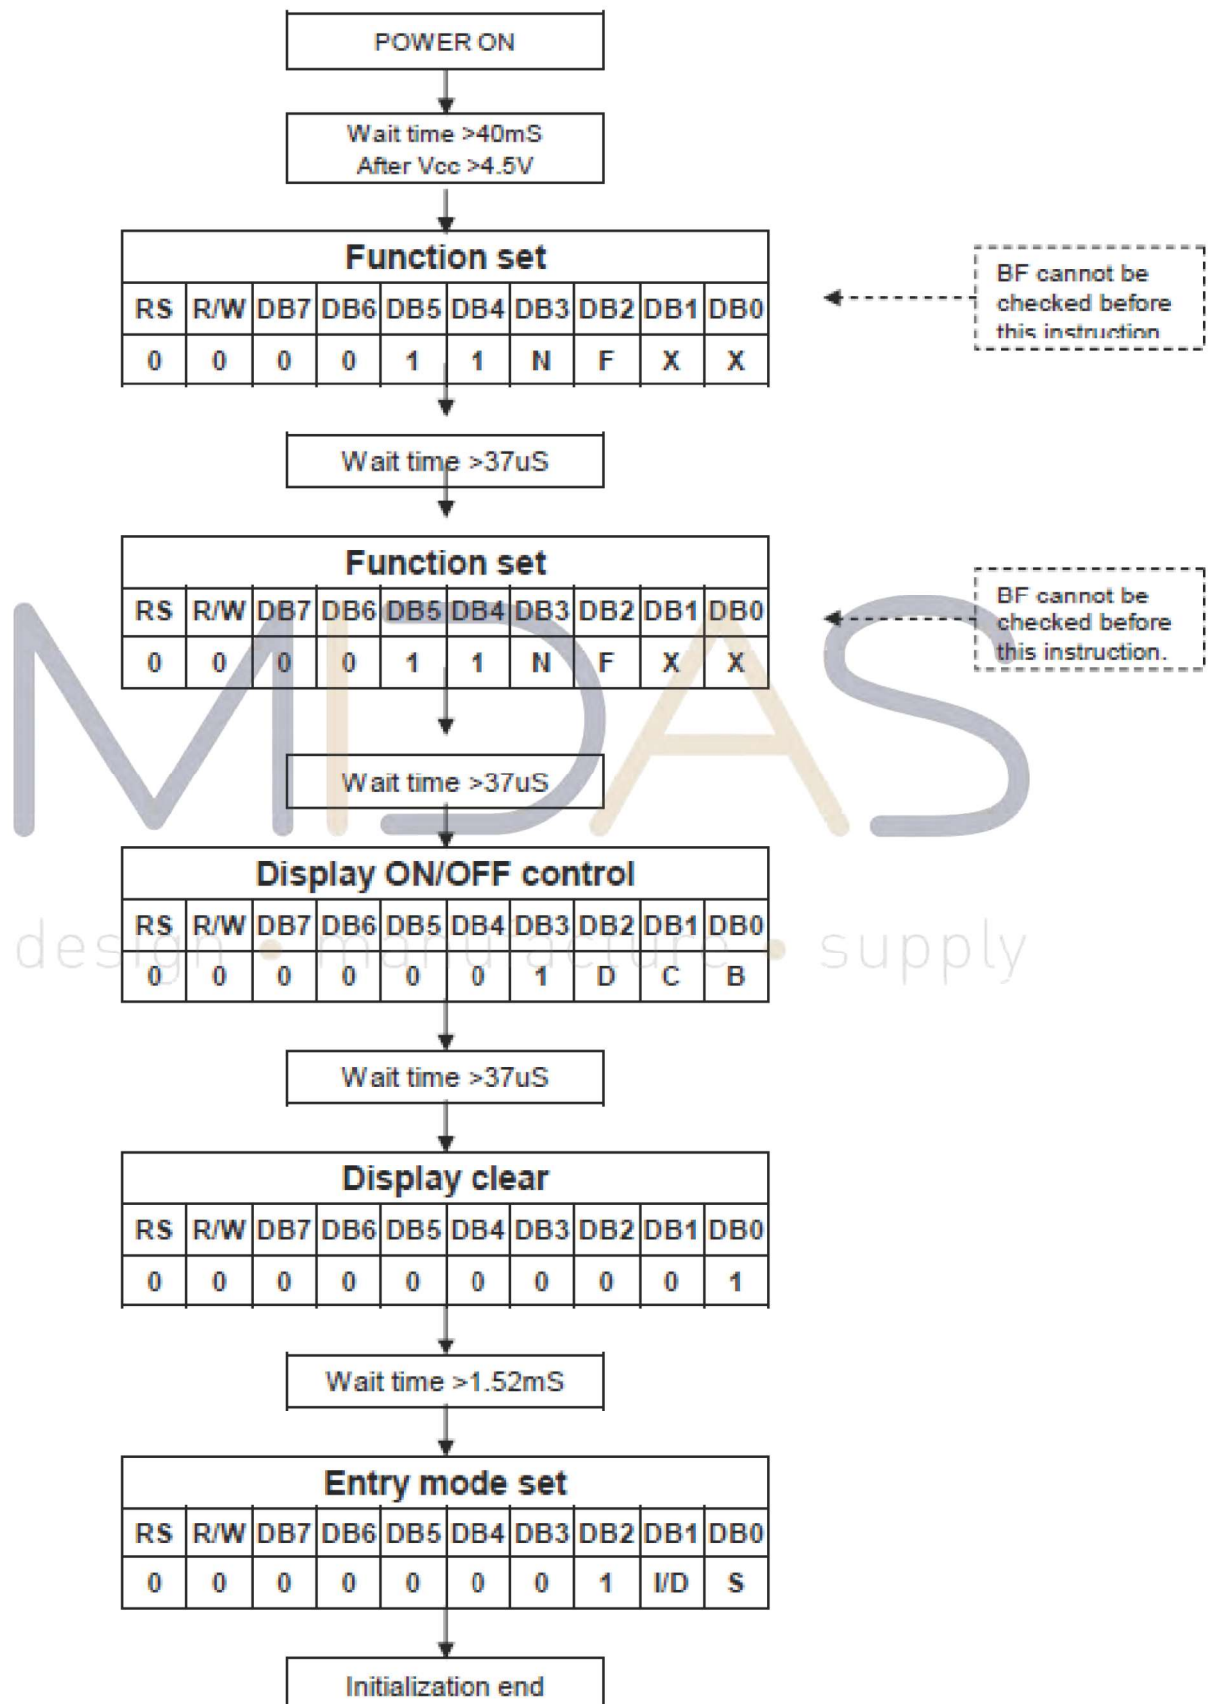 POWER ON
Wait time >40mS
After Vcc >4.5V
Function set
RS R/W DB7 DB6 DB5 DB4 DB3 DB2 DB1 DB0
0 0 0 0 1 1 N F X X
BF cannot be
checked before
this instruction.
Wait time >37uS
Function set
RS R/W DB7 DB6 DB5 DB4 DB3 DB2 DB1 DB0
0 0 0 0 1 1 N F X X
BF cannot be
checked before
this instruction.
MIDAS
Wait time >37uS
Display ON/OFF control
RS R/W DB7 DB6 DB5 DB4 DB3 DB2 DB1 DB0
design • manufacture • supply
0 0 0 0 0 0 1 D C B
Wait time >37uS
Display clear
RS R/W DB7 DB6 DB5 DB4 DB3 DB2 DB1 DB0
0 0 0 0 0 0 0 0 0 1
Wait time >1.52mS
Entry mode set
RS R/W DB7 DB6 DB5 DB4 DB3 DB2 DB1 DB0
0 0 0 0 0 0 0 1 I/D S
Initialization end